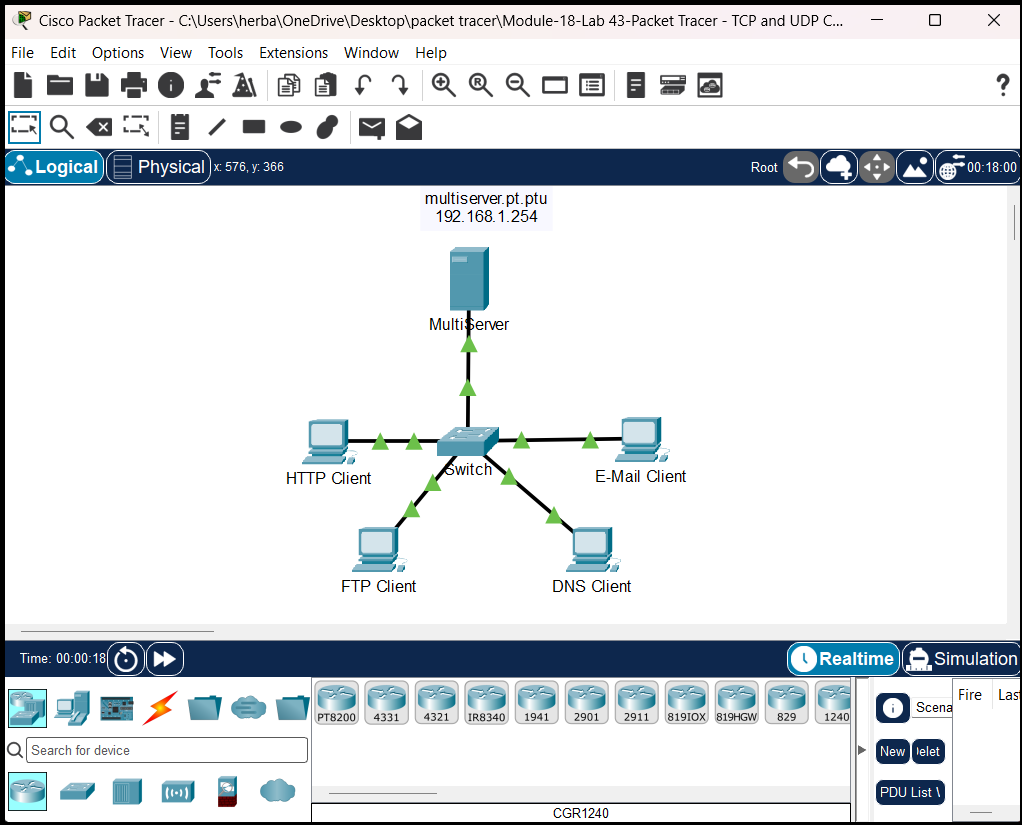 Cisco Packet Tracer - C:\Users\herba\OneDrive\Desktop\packet tracer\Module-18-Lab 43-Packet Tracer - TCP and UDP C...
File Edit Options View Tools Extensions Window Help
Logical Physical x: 576, y: 366 Root 00:18:00
multiserver.pt.ptu
192.168.1.254
MultiServer
Switch
HTTP Client
E-Mail Client
FTP Client
DNS Client
Time: 00:00:18 Realtime Simulation
PT8200 4331 4321 IR8340 1941 2901 2911 819IOX 819HGW 829 1240
Search for device
CGR1240
Scena
Fire Las
New elet
PDU List